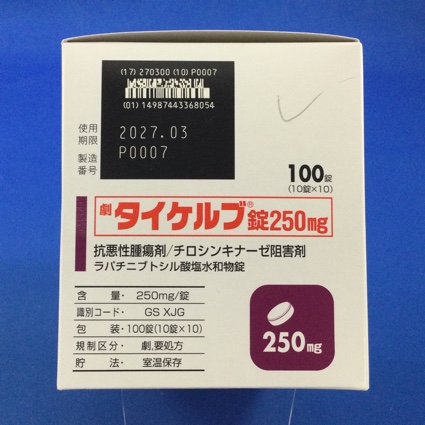 (17) 270300 (10) P0007
(01) 14987443368054
使用
期限 2027.03
製造
番号 P0007
100錠
(10錠×10)
劇 タイケルブ®錠250mg
抗悪性腫瘍剤/チロシンキナーゼ阻害剤
ラパチニブトシル酸塩水和物錠
含量・ 250mg/錠
識別コード・ GS XJG
包装・100錠(10錠×10)
規制区分・ 劇,要処方
貯法・ 室温保存
250mg